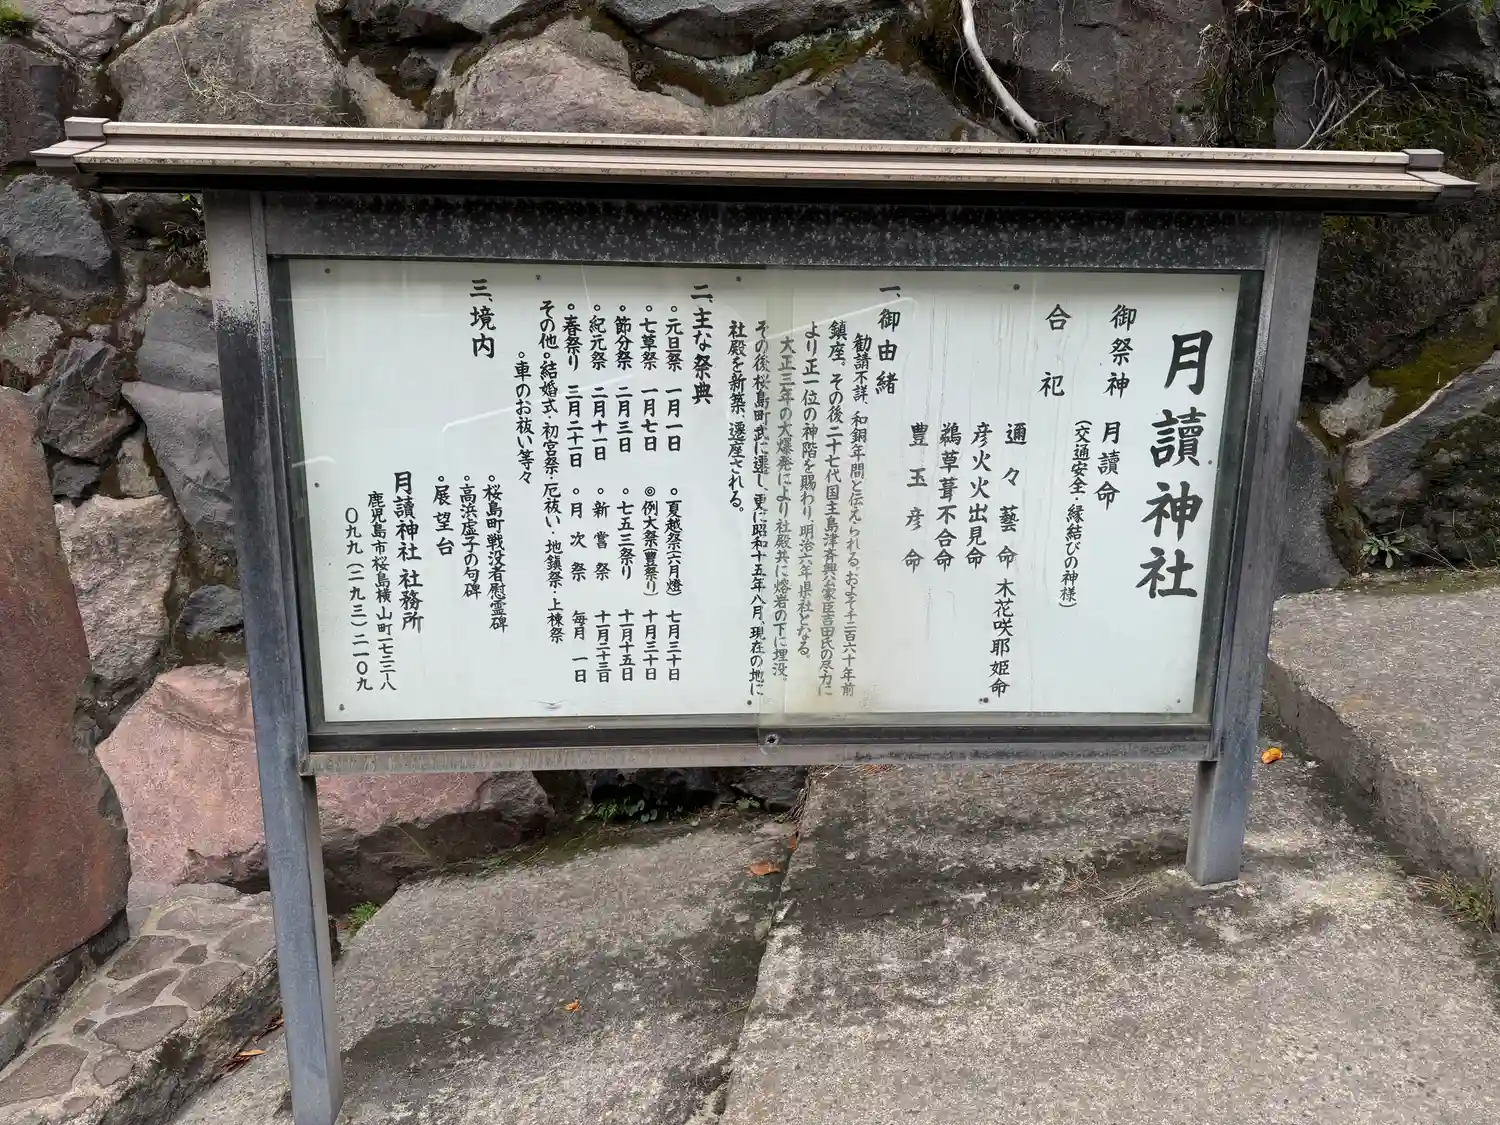 月讀神社
御祭神 月讀命
(交通安全・縁結びの神様)
合祀
邇々藝命 木花咲耶姫命
彦火火出見命
鵜草葺不合命
豊玉彦命
一、御由緒
勧請不詳、和銅年間と伝えられる。およそ千二百六十年前
鎮座。その後二十七代国主島津斉興公家臣吉田氏の尽力に
より正一位の神階を賜わり、明治六年県社となる。
大正三年の大爆発により社殿共に熔岩の下に埋没。
その後桜島町武に遷し、更に昭和十五年八月、現在の地に
社殿を新築、遷座される。
二、主な祭典
○元旦祭 一月一日 ○夏越祭(六月燈) 七月三十日
○七草祭 一月七日 ◎例大祭(豊祭り) 十月三十日
○節分祭 二月三日 ○七五三祭り 十一月十五日
○紀元祭 二月十一日 ○新嘗祭 十一月二十三日
○春祭り 三月二十一日 ○月次祭 毎月一日
その他○結婚式・初宮祭・厄祓い・地鎮祭・上棟祭
○車のお祓い等々
三、境内
○桜島町戦没者慰霊碑
○高浜虚子の句碑
○展望台
月讀神社 社務所
鹿児島市桜島横山町一七二二ー八
〇九九(二九三)二一〇九